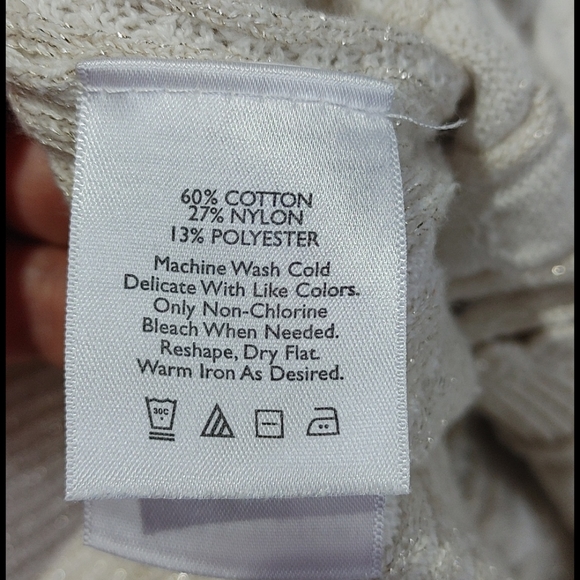 60% COTTON
27% NYLON
13% POLYESTER
Machine Wash Cold
Delicate With Like Colors.
Only Non-Chlorine
Bleach When Needed.
Reshape, Dry Flat.
Warm Iron As Desired.
30C